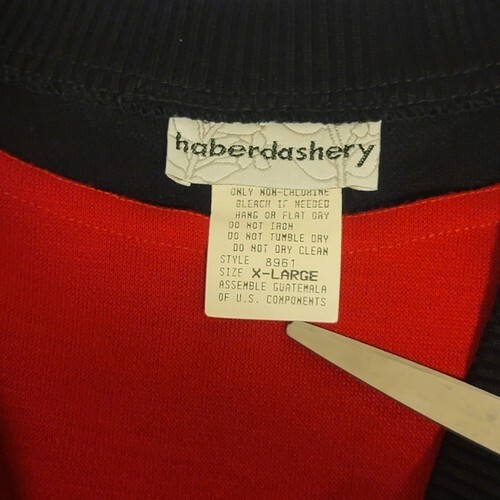 haberdashery
ONLY NON-CHLORINE
BLEACH IF NEEDED
HANG OR FLAT DRY
DO NOT IRON
DO NOT TUMBLE DRY
DO NOT DRY CLEAN
STYLE 8961
SIZE X-LARGE
ASSEMBLE GUATEMALA
OF U.S. COMPONENTS